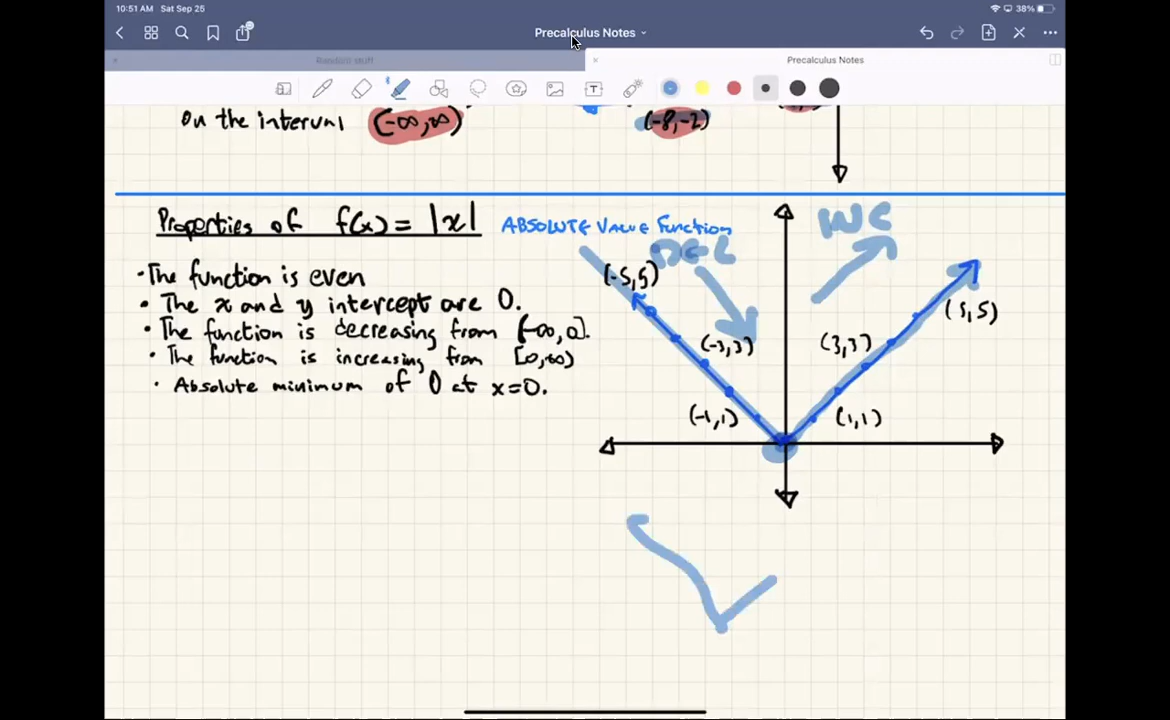 10:51 AM Sat Sep 25
38%
Precalculus Notes
Random stuff
Precalculus Notes
On the interval (-∞,∞)
(-8,-2)
Properties of f(x) = |x| ABSOLUTE Value Function
DEC
INC
(-5,5)
(5,5)
(-3,3)
(3,3)
(-1,1)
(1,1)
•The function is even
• The x and y intercept are 0.
• The function is decreasing from [-∞,0].
• The function is increasing from [0,∞)
• Absolute minimum of 0 at x=0.